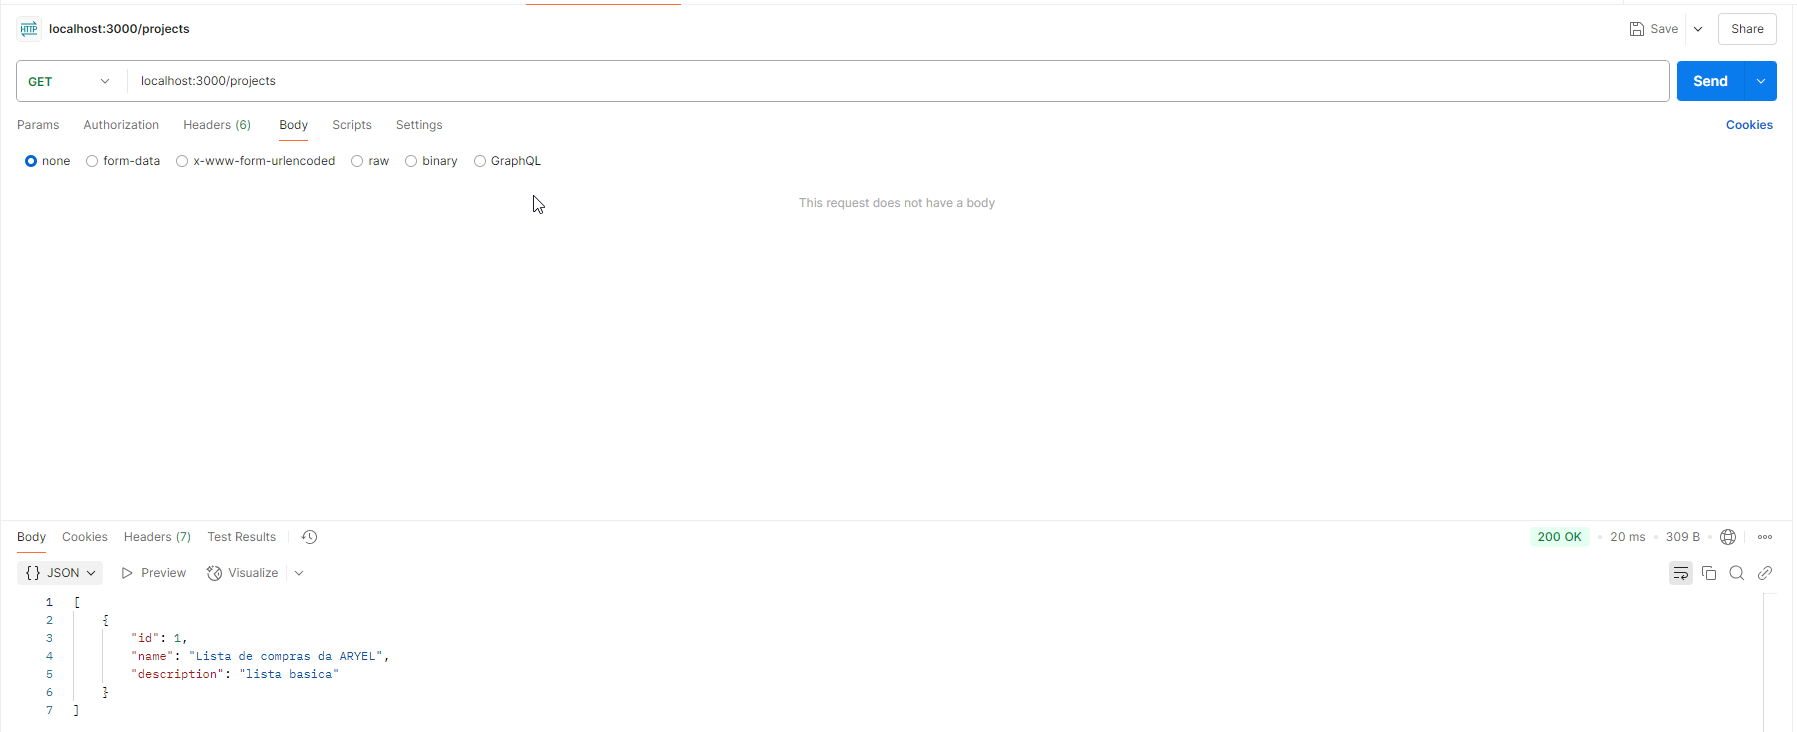 HTTP localhost:3000/projects Save Share
GET localhost:3000/projects Send
Params Authorization Headers (6) Body Scripts Settings Cookies
none form-data x-www-form-urlencoded raw binary GraphQL
This request does not have a body
Body Cookies Headers (7) Test Results 200 OK • 20 ms • 309 B •
{} JSON Preview Visualize
1 [
2 {
3 "id": 1,
4 "name": "Lista de compras da ARYEL",
5 "description": "lista basica"
6 }
7 ]